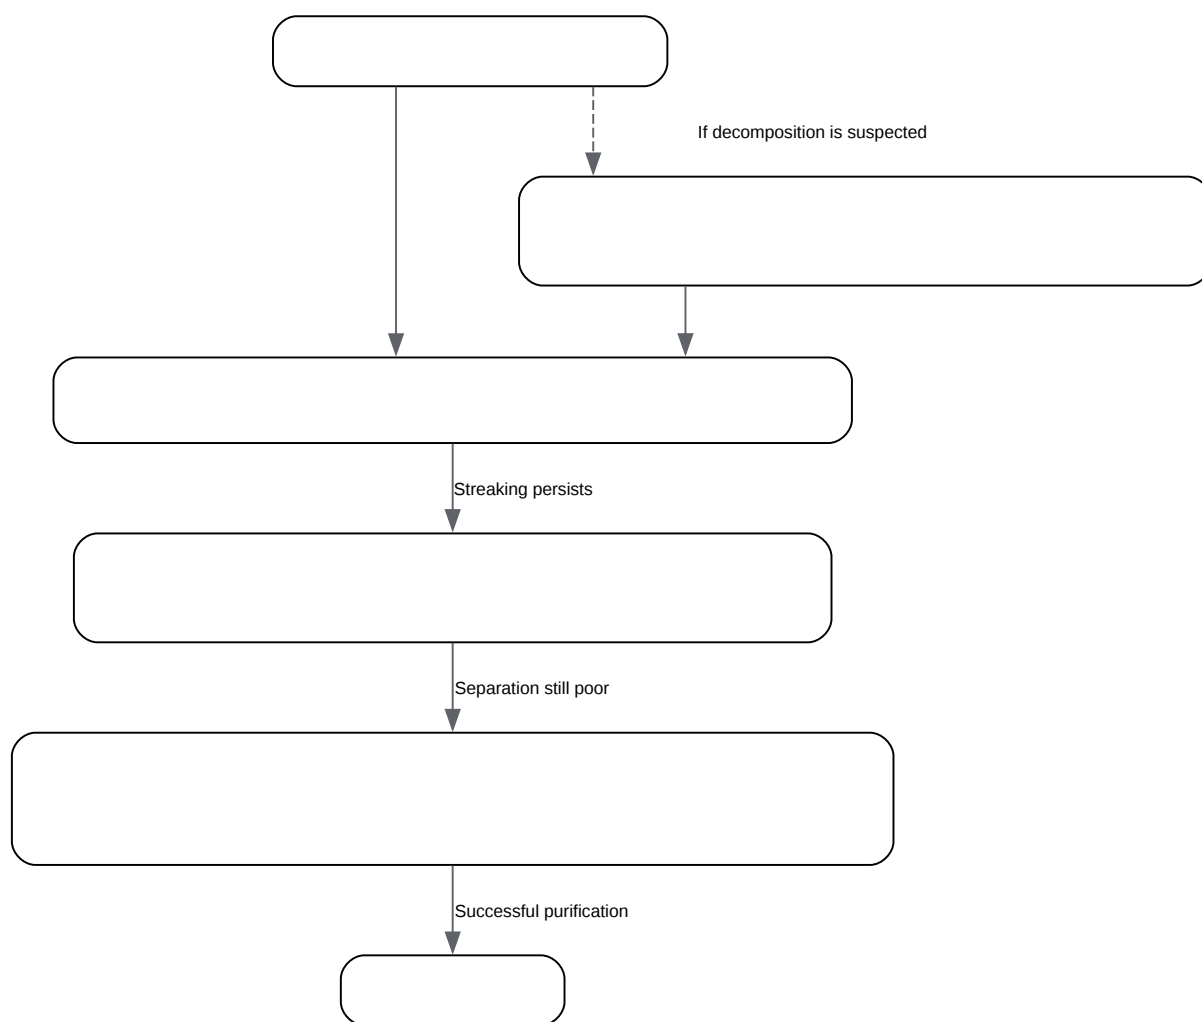 If decomposition is suspected
Streaking persists
Separation still poor
Successful purification